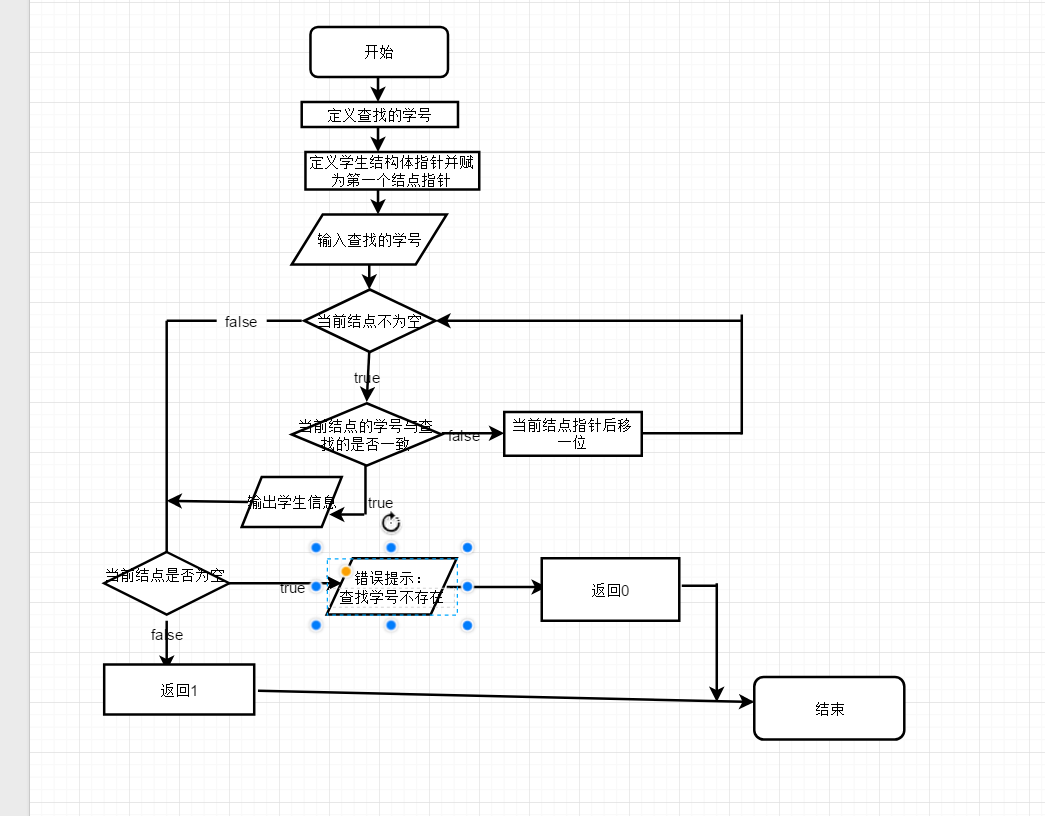 开始
定义查找的学号
定义学生结构体指针并赋
为第一个结点指针
输入查找的学号
false
当前结点不为空
true
当前结点的学号与查
找的是否一致
false
当前结点指针后移
一位
输出学生信息
true
当前结点是否为空
true
错误提示：
查找学号不存在
返回0
false
返回1
结束